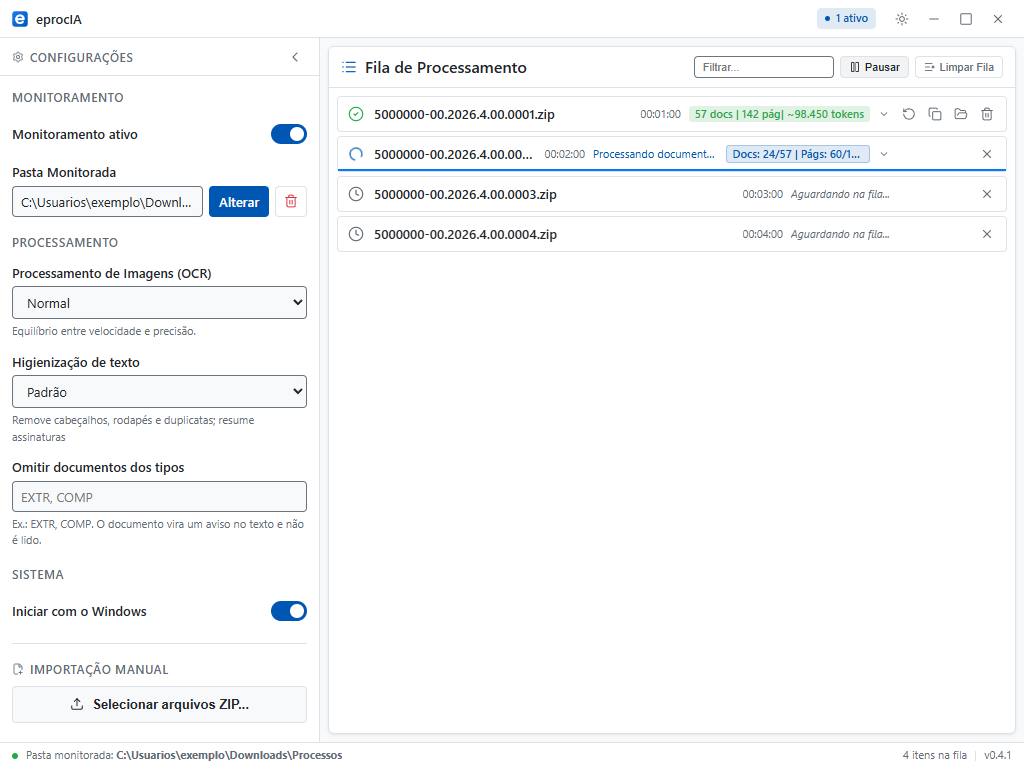 eprocIA
1 ativo
CONFIGURAÇÕES
MONITORAMENTO
Monitoramento ativo
Pasta Monitorada
C:\Usuarios\exemplo\Downl...
Alterar
PROCESSAMENTO
Processamento de Imagens (OCR)
Normal
Equilíbrio entre velocidade e precisão.
Higienização de texto
Padrão
Remove cabeçalhos, rodapés e duplicatas; resume
assinaturas
Omitir documentos dos tipos
EXTR, COMP
Ex.: EXTR, COMP. O documento vira um aviso no texto e não
é lido.
SISTEMA
Iniciar com o Windows
IMPORTAÇÃO MANUAL
Selecionar arquivos ZIP...
Fila de Processamento
Filtrar...
Pausar
Limpar Fila
5000000-00.2026.4.00.0001.zip 00:01:00 57 docs | 142 pág| ~98.450 tokens
5000000-00.2026.4.00.00... 00:02:00 Processando document... Docs: 24/57 | Págs: 60/1...
5000000-00.2026.4.00.0003.zip 00:03:00 Aguardando na fila...
5000000-00.2026.4.00.0004.zip 00:04:00 Aguardando na fila...
Pasta monitorada: C:\Usuarios\exemplo\Downloads\Processos
4 itens na fila
v0.4.1